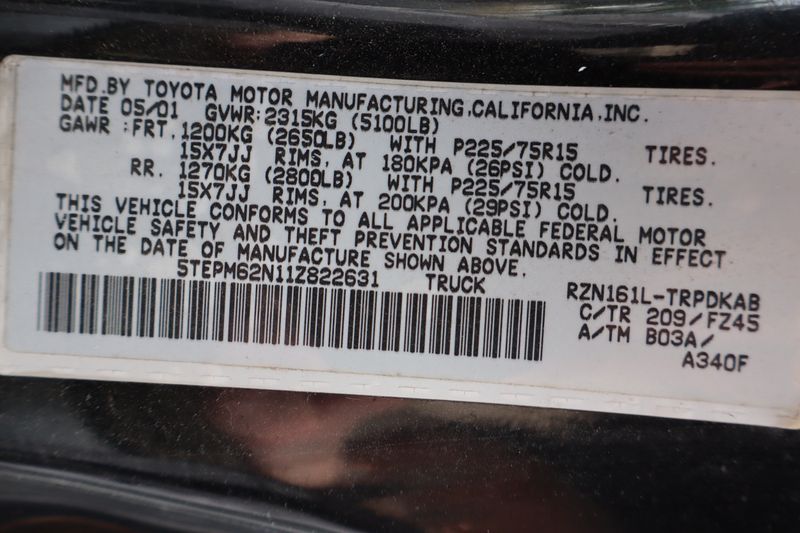 MFD.BY TOYOTA MOTOR MANUFACTURING,CALIFORNIA,INC.
DATE 05/01 GVWR:2315KG (5100LB)
GAWR :FRT.1200KG (2650LB) WITH P225/75R15 TIRES.
15X7JJ RIMS, AT 180KPA (26PSI) COLD.
RR. 1270KG (2800LB) WITH P225/75R15 TIRES.
15X7JJ RIMS, AT 200KPA (29PSI) COLD.
THIS VEHICLE CONFORMS TO ALL APPLICABLE FEDERAL MOTOR
VEHICLE SAFETY AND THEFT PREVENTION STANDARDS IN EFFECT
ON THE DATE OF MANUFACTURE SHOWN ABOVE.
5TEPM62N11Z822631 TRUCK RZN161L-TRPDKAB
C/TR 209/FZ45
A/TM B03A/
A340F